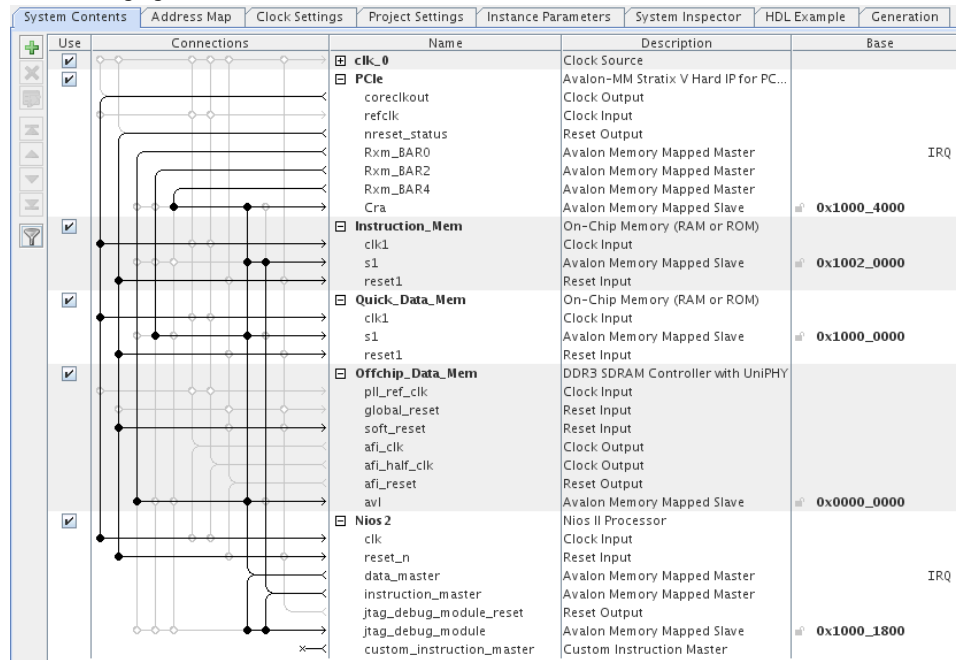 System Contents Address Map Clock Settings Project Settings Instance Parameters System Inspector HDL Example Generation
Use Connections Name Description Base
clk_0 Clock Source
PCIe Avalon-MM Stratix V Hard IP for PC...
coreclkout Clock Output
refclk Clock Input
nreset_status Reset Output
Rxm_BAR0 Avalon Memory Mapped Master IRQ
Rxm_BAR2 Avalon Memory Mapped Master
Rxm_BAR4 Avalon Memory Mapped Master
Cra Avalon Memory Mapped Slave 0x1000_4000
Instruction_Mem On-Chip Memory (RAM or ROM)
clk1 Clock Input
s1 Avalon Memory Mapped Slave 0x1002_0000
reset1 Reset Input
Quick_Data_Mem On-Chip Memory (RAM or ROM)
clk1 Clock Input
s1 Avalon Memory Mapped Slave 0x1000_0000
reset1 Reset Input
Offchip_Data_Mem DDR3 SDRAM Controller with UniPHY
pll_ref_clk Clock Input
global_reset Reset Input
soft_reset Reset Input
afi_clk Clock Output
afi_half_clk Clock Output
afi_reset Reset Output
avl Avalon Memory Mapped Slave 0x0000_0000
Nios2 Nios II Processor
clk Clock Input
reset_n Reset Input
data_master Avalon Memory Mapped Master IRQ
instruction_master Avalon Memory Mapped Master
jtag_debug_module_reset Reset Output
jtag_debug_module Avalon Memory Mapped Slave 0x1000_1800
custom_instruction_master Custom Instruction Master